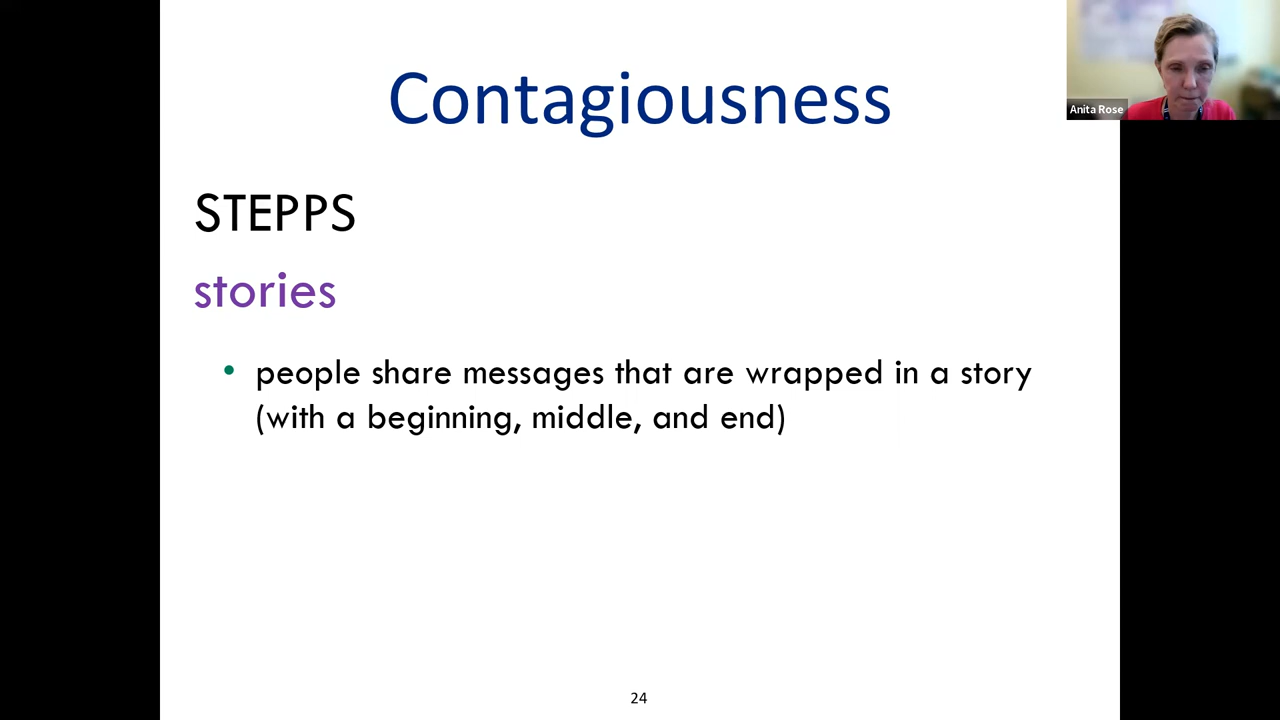 Contagiousness
Anita Rose
STEPPS
stories
• people share messages that are wrapped in a story
(with a beginning, middle, and end)
24